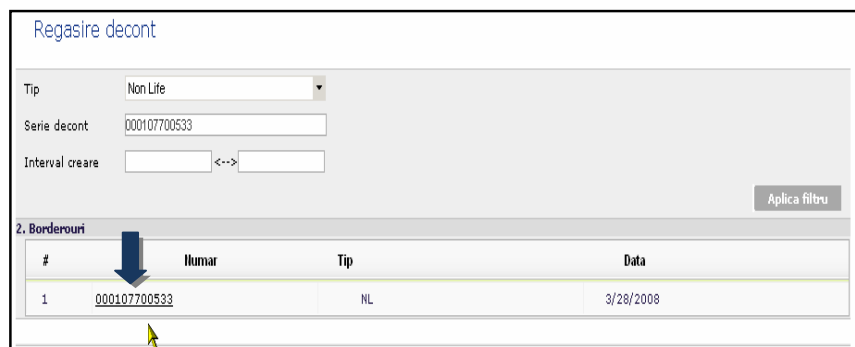 Regasire decont
Tip Non Life
Serie decont 000107700533
Interval creare <-->
Aplica filtru
2. Borderouri
# Numar Tip Data
1 000107700533 NL 3/28/2008